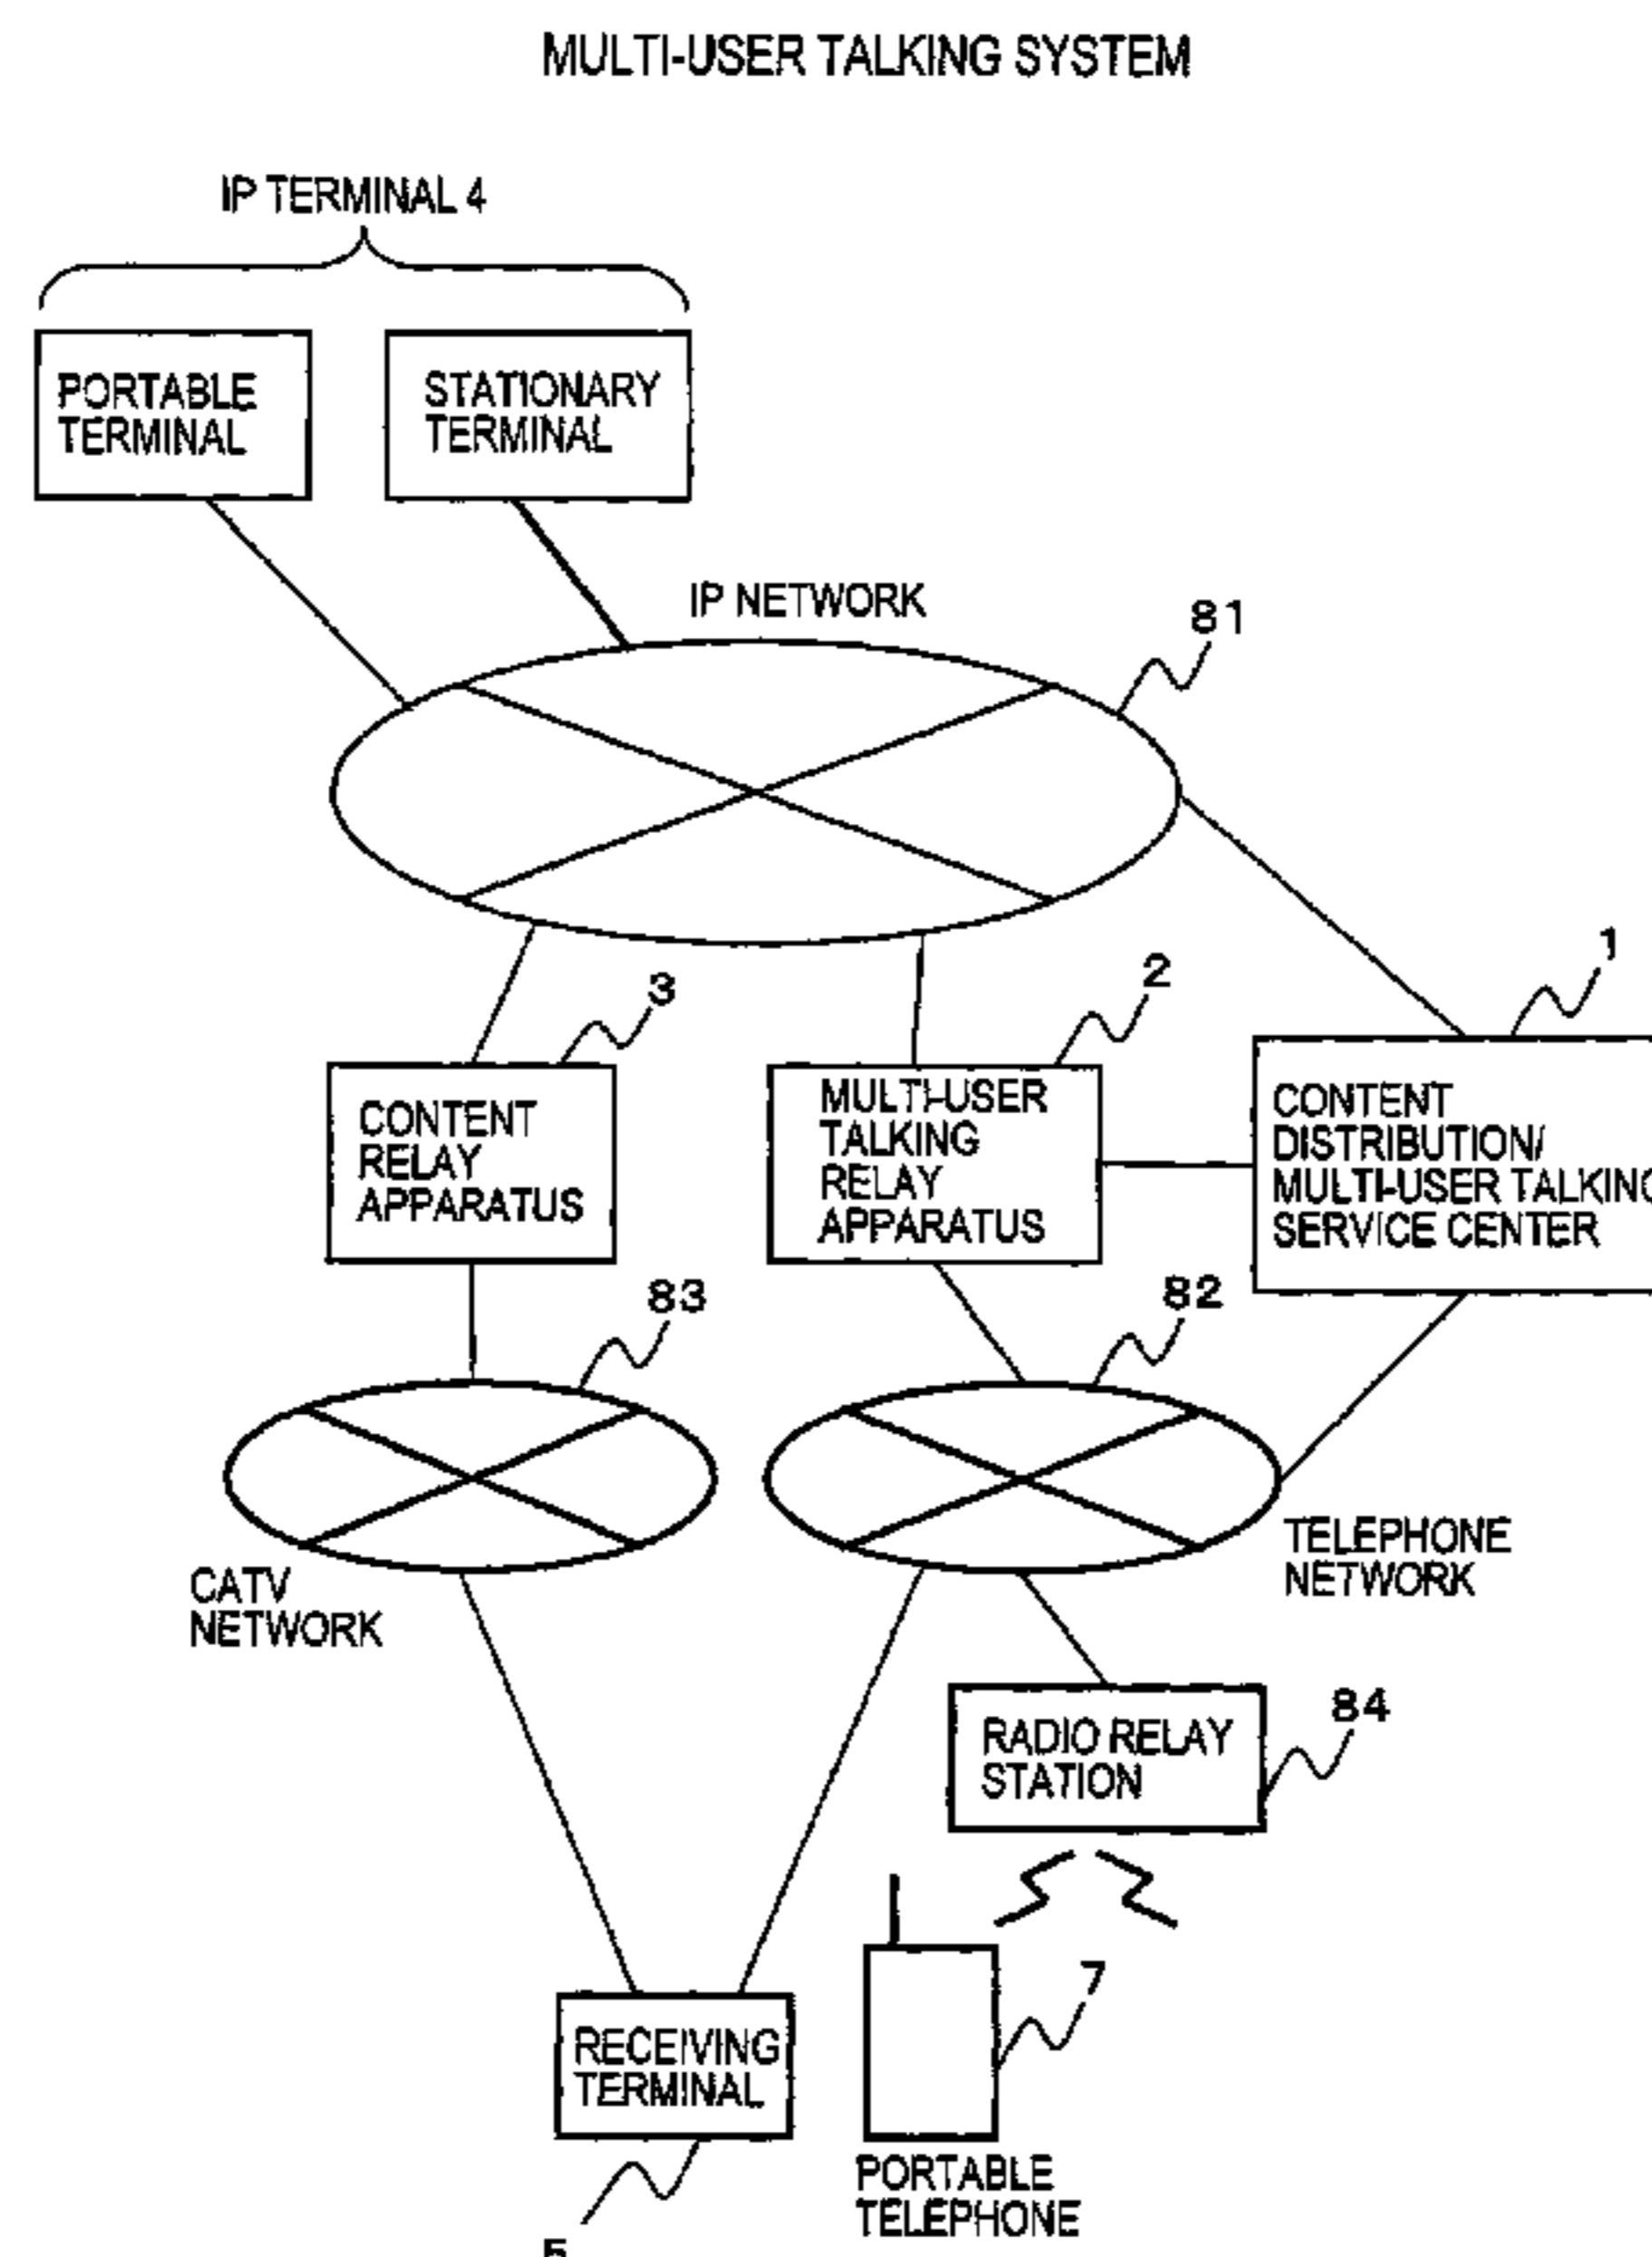 MULTI-USER TALKING SYSTEM
IP TERMINAL 4
PORTABLE
TERMINAL
STATIONARY
TERMINAL
IP NETWORK
81
1
2
3
CONTENT
RELAY
APPARATUS
MULTI-USER
TALKING
RELAY
APPARATUS
CONTENT
DISTRIBUTION/
MULTI-USER TALKING
SERVICE CENTER
83
82
CATV
NETWORK
TELEPHONE
NETWORK
RADIO RELAY
STATION
84
7
RECEIVING
TERMINAL
PORTABLE
TELEPHONE
5